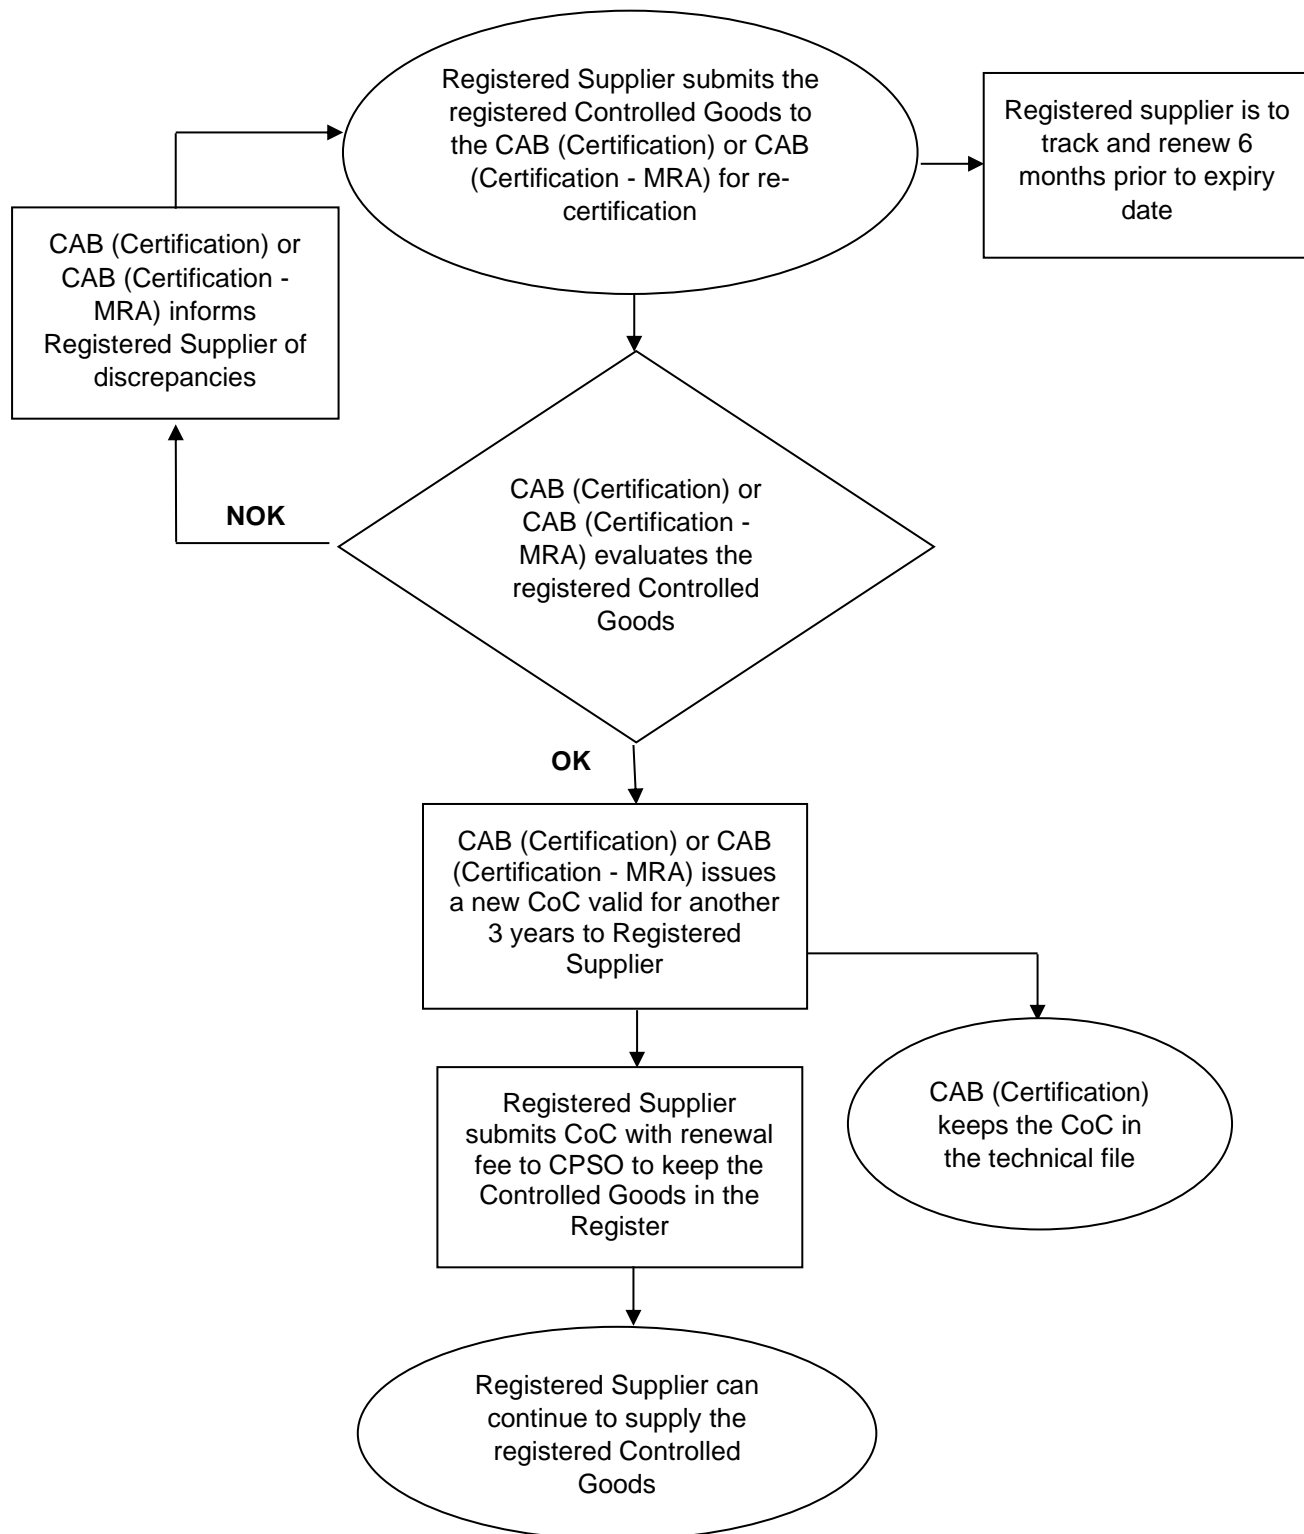 Registered Supplier submits the
registered Controlled Goods to
the CAB (Certification) or CAB
(Certification - MRA) for re-
certification
Registered supplier is to
track and renew 6
months prior to expiry
date
CAB (Certification) or
CAB (Certification -
MRA) informs
Registered Supplier of
discrepancies
NOK
CAB (Certification) or
CAB (Certification -
MRA) evaluates the
registered Controlled
Goods
OK
CAB (Certification) or CAB
(Certification - MRA) issues
a new CoC valid for another
3 years to Registered
Supplier
CAB (Certification)
keeps the CoC in
the technical file
Registered Supplier
submits CoC with renewal
fee to CPSO to keep the
Controlled Goods in the
Register
Registered Supplier can
continue to supply the
registered Controlled
Goods